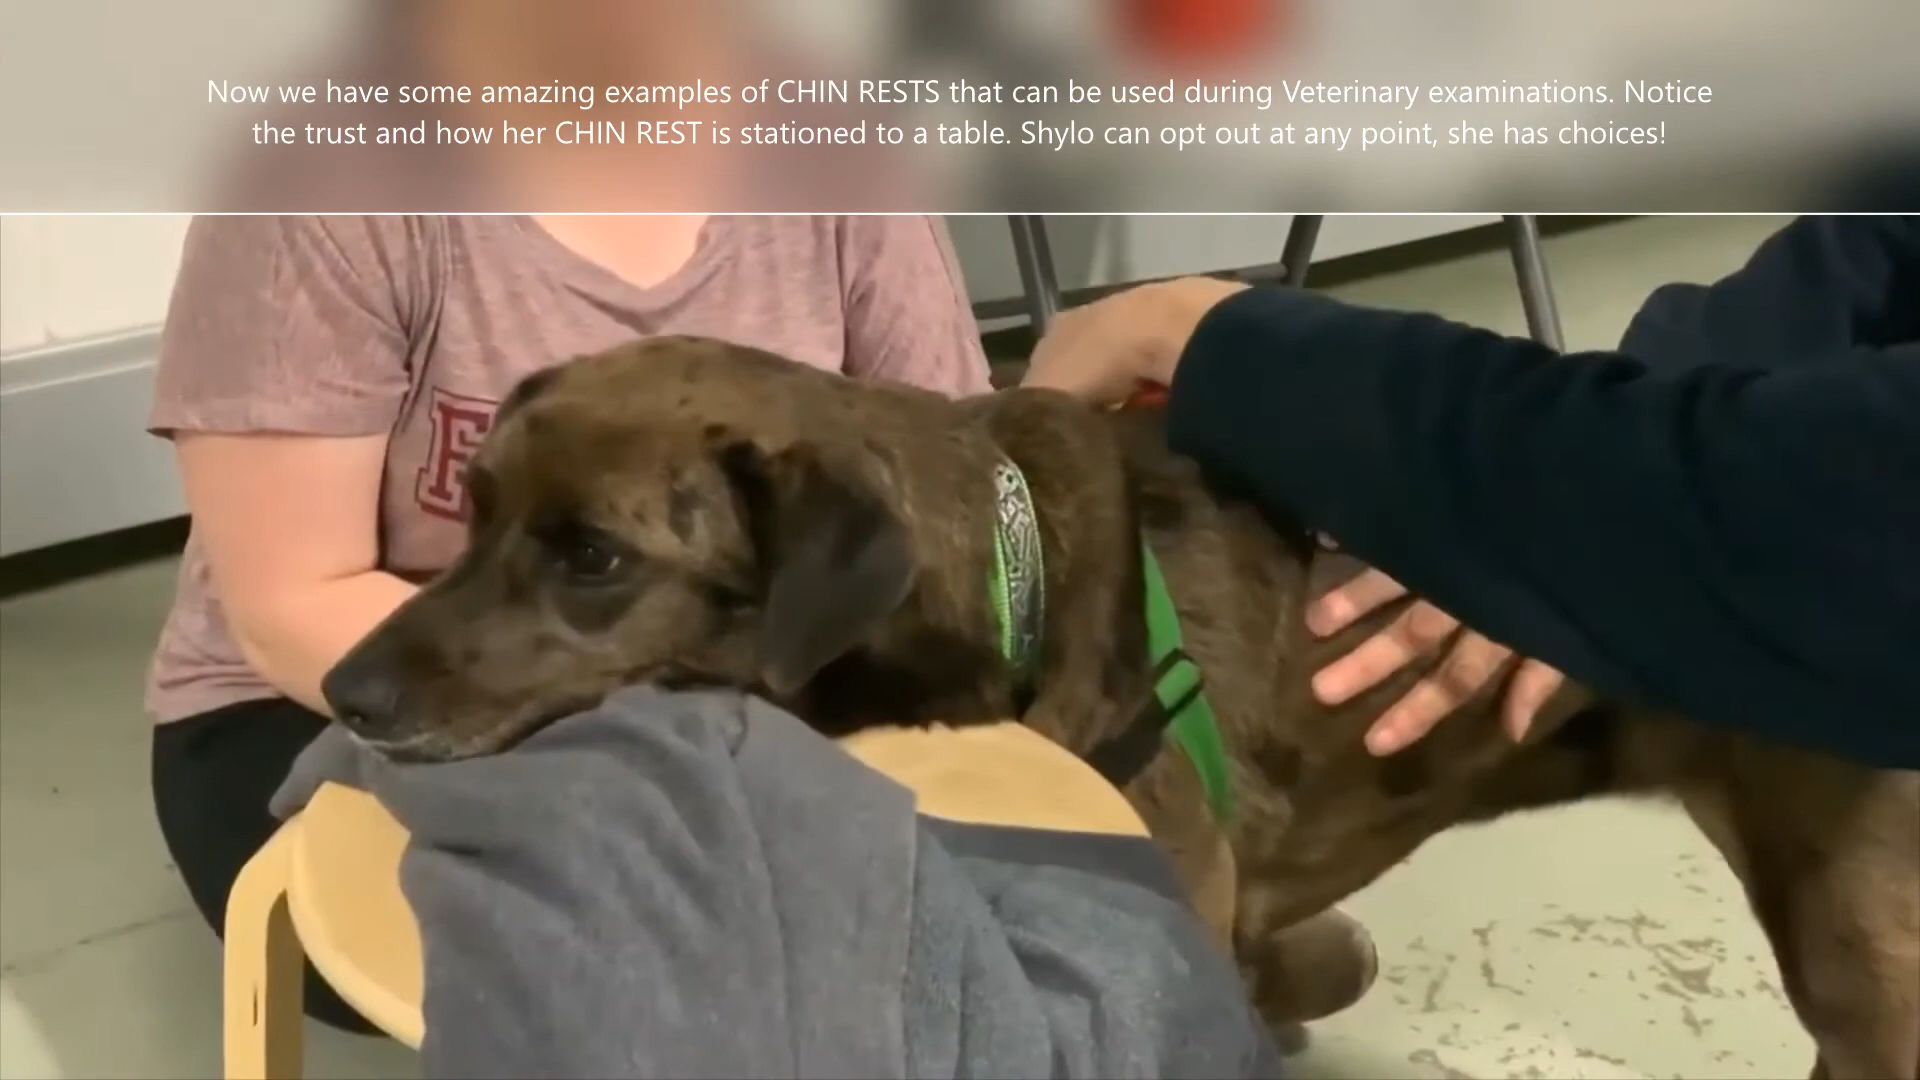 Now we have some amazing examples of CHIN RESTS that can be used during Veterinary examinations. Notice
the trust and how her CHIN REST is stationed to a table. Shylo can opt out at any point, she has choices!
F